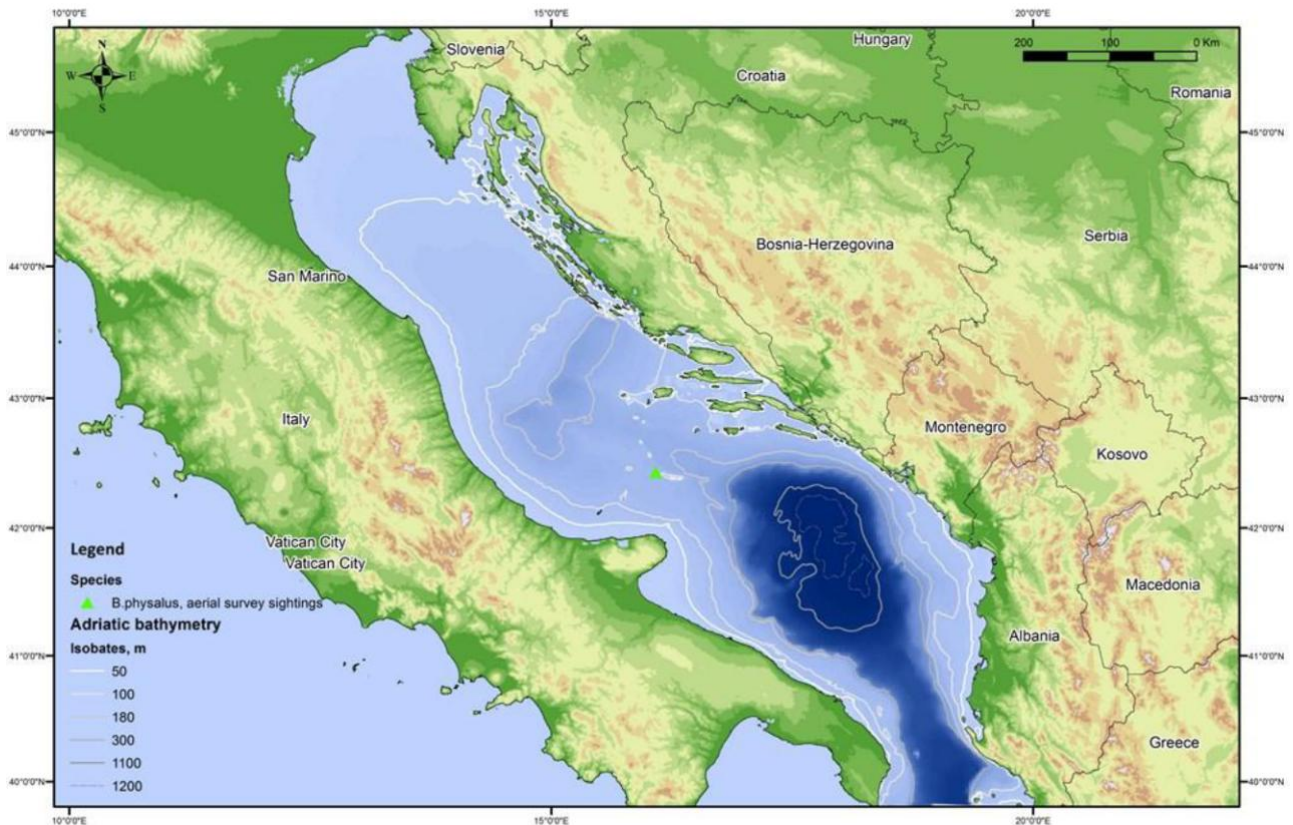 10°0'0"E 15°0'0"E 20°0'0"E
Slovenia
Hungary
200 100 0 Km
N
W E
S
Croatia
Romania
45°0'0"N 45°0'0"N
Bosnia-Herzegovina
Serbia
44°0'0"N 44°0'0"N
San Marino
43°0'0"N 43°0'0"N
Italy
Montenegro
Kosovo
42°0'0"N 42°0'0"N
Vatican City
Vatican City
Macedonia
Albania
41°0'0"N 41°0'0"N
Greece
40°0'0"N 40°0'0"N
Legend
Species
B.physalus, aerial survey sightings
Adriatic bathymetry
Isobates, m
50
100
180
300
1100
1200
10°0'0"E 15°0'0"E 20°0'0"E